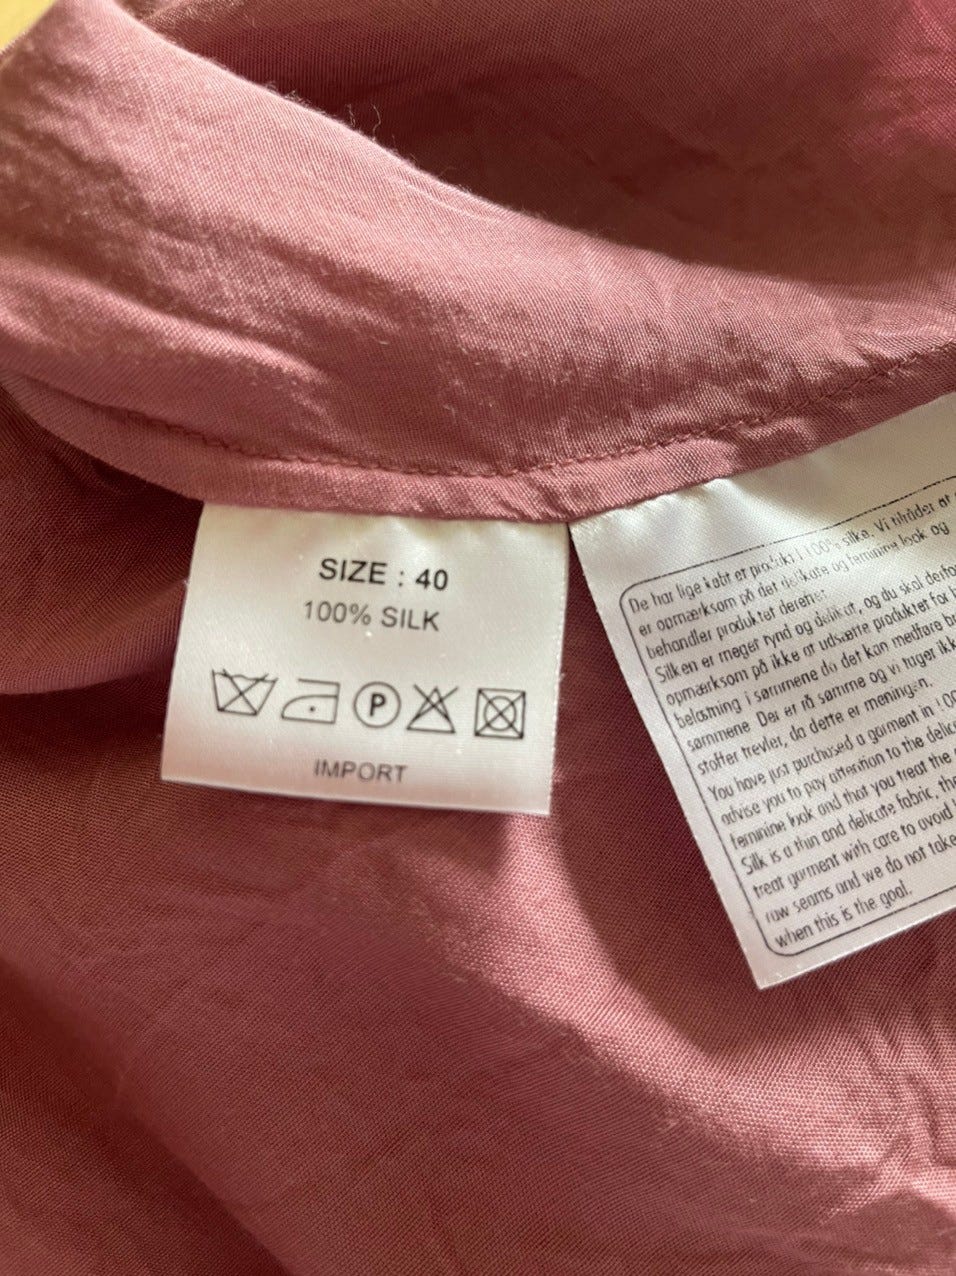 SIZE : 40
100% SILK
P
IMPORT
De har lige købt er produkt i 100% silke. Vi tilråder at
er opmærksom på det delikate og feminine look og
behandler produktet derefter.
Silken er meget tynd og delikat, og du skal derfor
opmærksom på ikke at udsætte produktet for
belastning i sømmene da det kan medføre
sømmene. Der er rå sømme og vi tager ikk
stoffer trevler, da dette er meningen.
You have just purchased a garment in 100
advise you to pay attention to the delic
feminine look and that you treat the
Silk is a thin and delicate fabric, the
treat garment with care to avoid
raw seams and we do not take
when this is the goal.